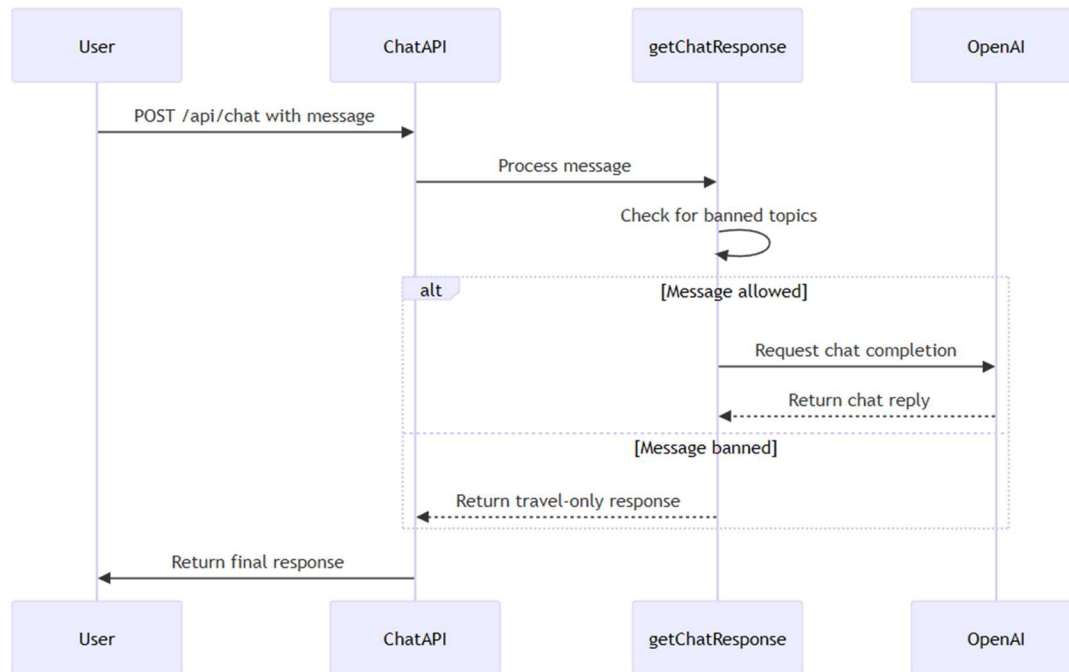 User ChatAPI getChatResponse OpenAI
POST /api/chat with message
Process message
Check for banned topics
alt [Message allowed]
Request chat completion
Return chat reply
[Message banned]
Return travel-only response
Return final response
User ChatAPI getChatResponse OpenAI